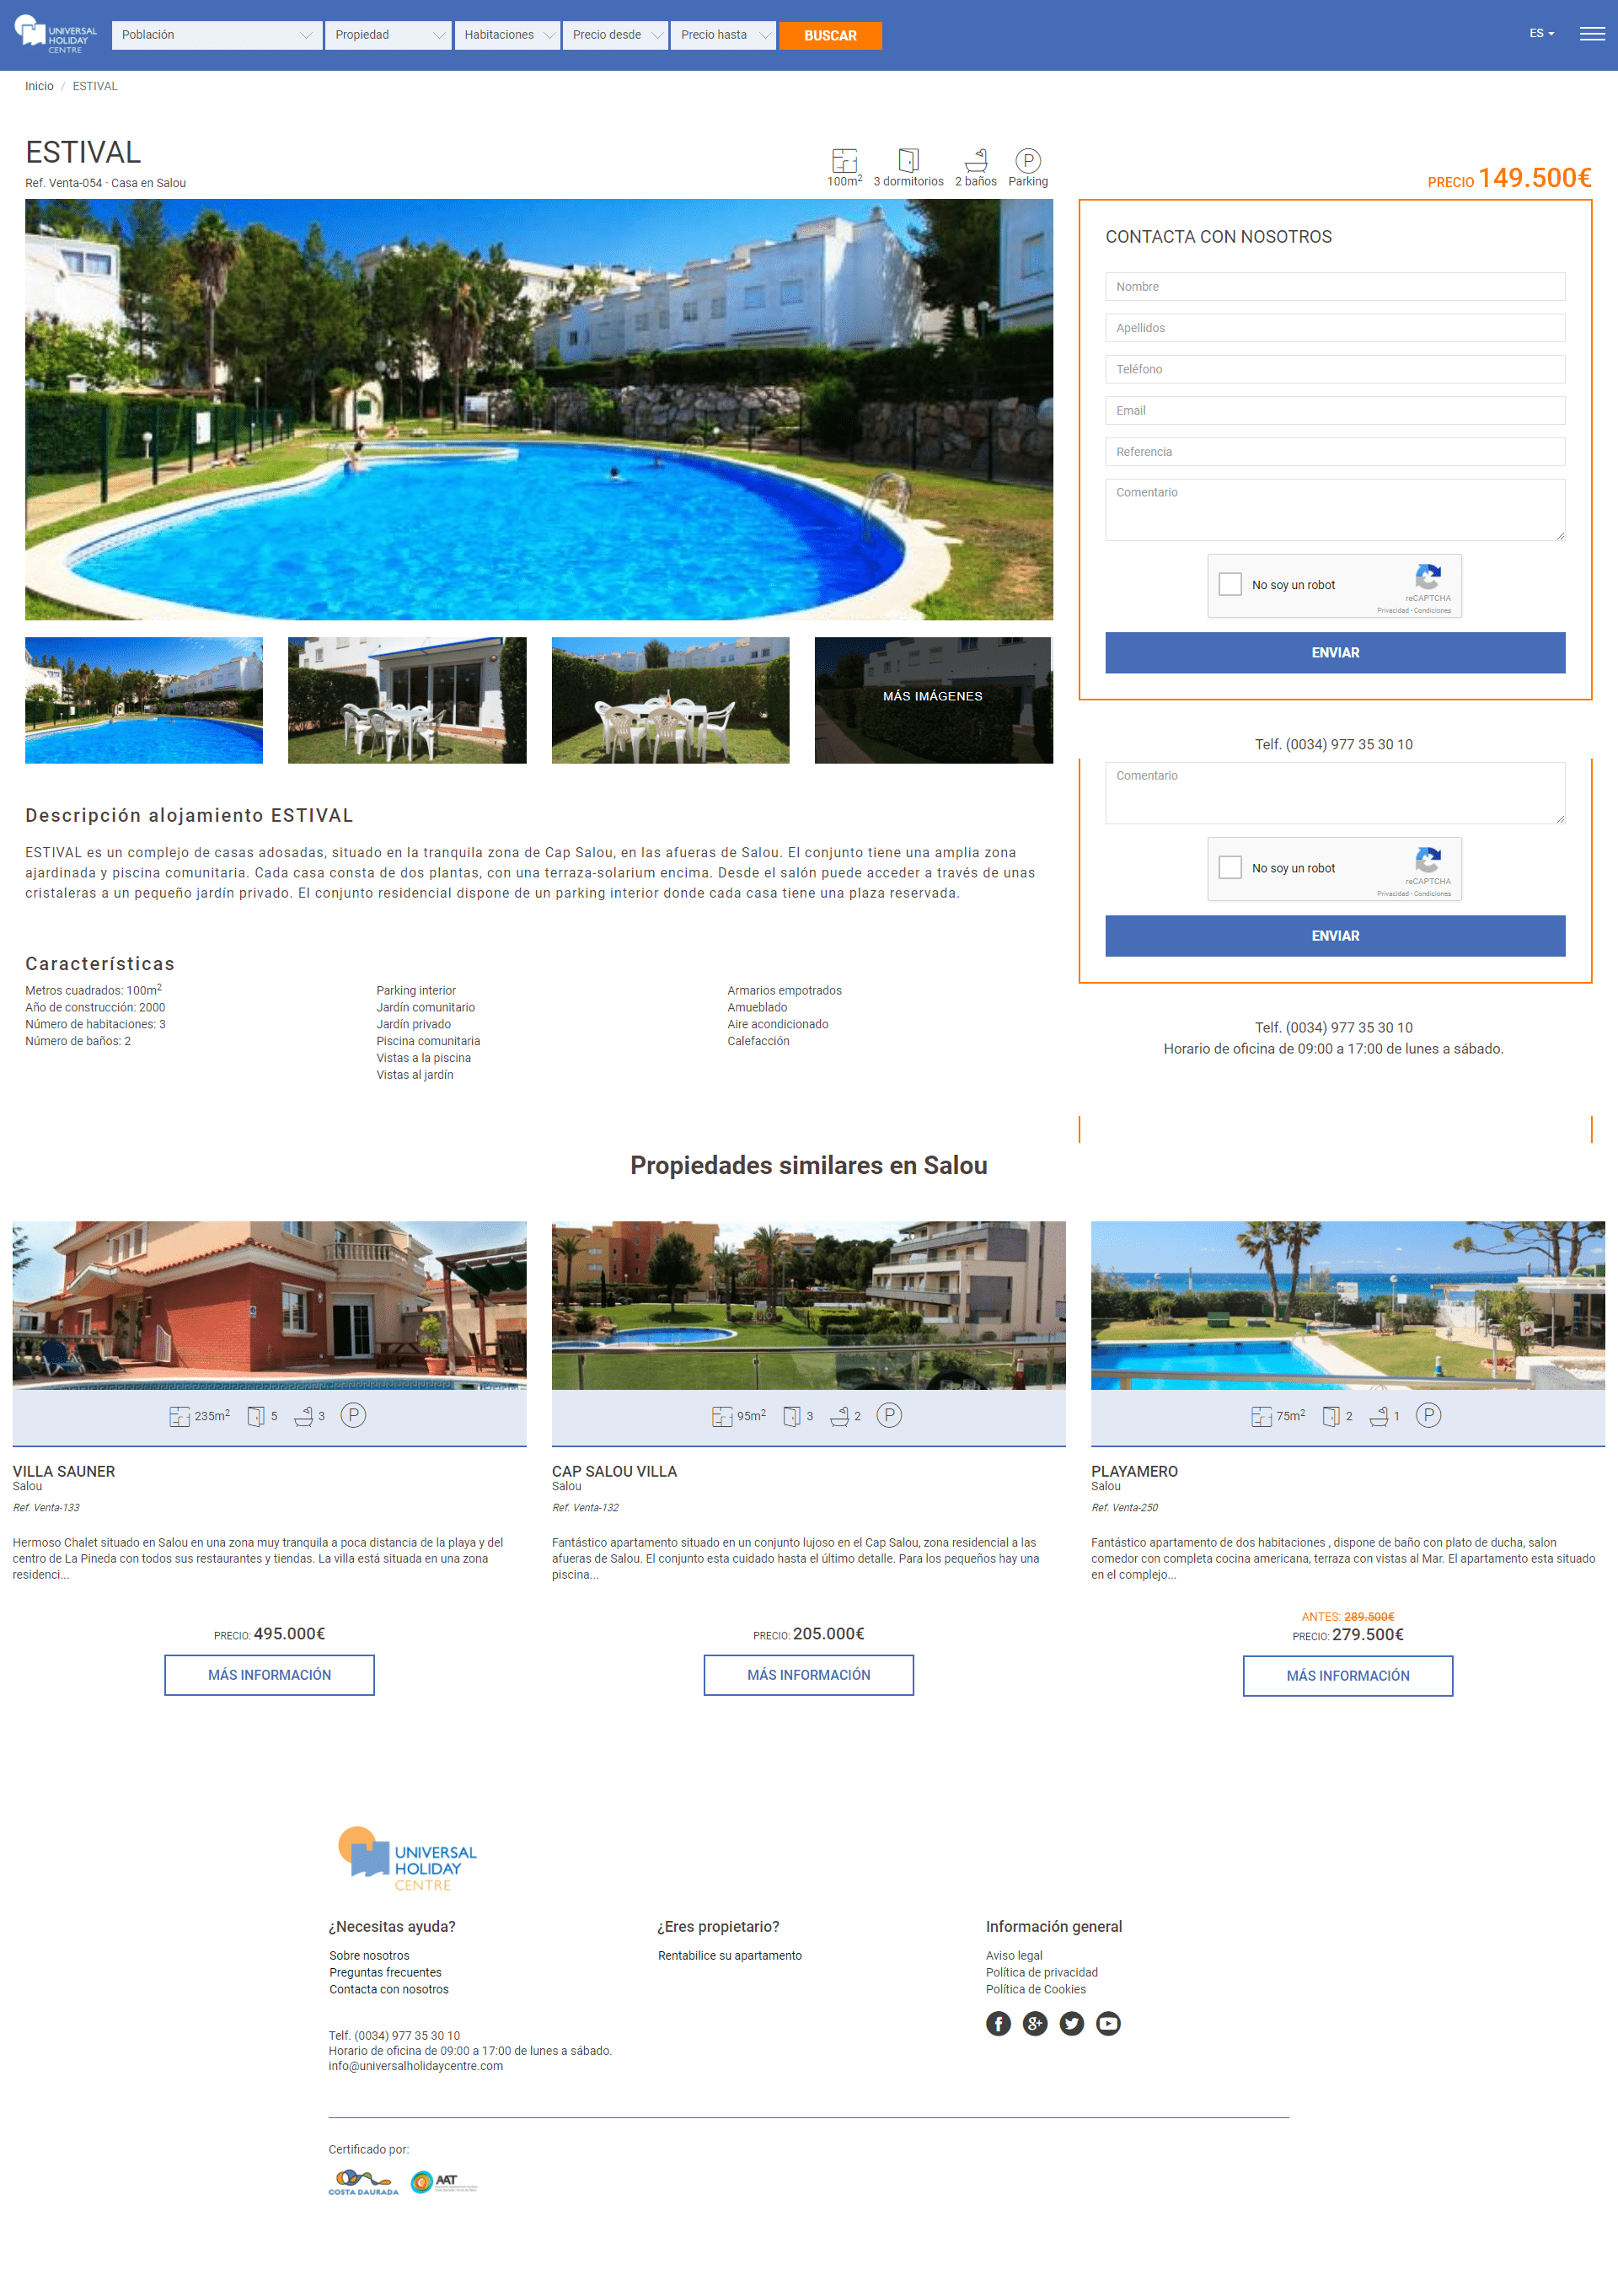 UNIVERSAL
HOLIDAY
CENTRE
Población
Propiedad
Habitaciones
Precio desde
Precio hasta
BUSCAR
ES
Inicio / ESTIVAL
ESTIVAL
Ref. Venta-054 · Casa en Salou
100m²
3 dormitorios
2 baños
P
Parking
PRECIO 149.500€
CONTACTA CON NOSOTROS
Nombre
Apellidos
Teléfono
Email
Referencia
Comentario
No soy un robot
reCAPTCHA
Privacidad - Condiciones
ENVIAR
MÁS IMÁGENES
Telf. (0034) 977 35 30 10
Comentario
No soy un robot
reCAPTCHA
Privacidad - Condiciones
ENVIAR
Telf. (0034) 977 35 30 10
Horario de oficina de 09:00 a 17:00 de lunes a sábado.
Descripción alojamiento ESTIVAL
ESTIVAL es un complejo de casas adosadas, situado en la tranquila zona de Cap Salou, en las afueras de Salou. El conjunto tiene una amplia zona
ajardinada y piscina comunitaria. Cada casa consta de dos plantas, con una terraza-solarium encima. Desde el salón puede acceder a través de unas
cristaleras a un pequeño jardín privado. El conjunto residencial dispone de un parking interior donde cada casa tiene una plaza reservada.
Características
Metros cuadrados: 100m²
Año de construcción: 2000
Número de habitaciones: 3
Número de baños: 2
Parking interior
Jardín comunitario
Jardín privado
Piscina comunitaria
Vistas a la piscina
Vistas al jardín
Armarios empotrados
Amueblado
Aire acondicionado
Calefacción
Propiedades similares en Salou
235m² 5 3 P
VILLA SAUNER
Salou
Ref. Venta-133
Hermoso Chalet situado en Salou en una zona muy tranquila a poca distancia de la playa y del
centro de La Pineda con todos sus restaurantes y tiendas. La villa está situada en una zona
residenci...
PRECIO: 495.000€
MÁS INFORMACIÓN
95m² 3 2 P
CAP SALOU VILLA
Salou
Ref. Venta-132
Fantástico apartamento situado en un conjunto lujoso en el Cap Salou, zona residencial a las
afueras de Salou. El conjunto esta cuidado hasta el último detalle. Para los pequeños hay una
piscina...
PRECIO: 205.000€
MÁS INFORMACIÓN
75m² 2 1 P
PLAYAMERO
Salou
Ref. Venta-250
Fantástico apartamento de dos habitaciones , dispone de baño con plato de ducha, salon
comedor con completa cocina americana, terraza con vistas al Mar. El apartamento esta situado
en el complejo...
ANTES: 289.500€
PRECIO: 279.500€
MÁS INFORMACIÓN
UNIVERSAL
HOLIDAY
CENTRE
¿Necesitas ayuda?
Sobre nosotros
Preguntas frecuentes
Contacta con nosotros
Telf. (0034) 977 35 30 10
Horario de oficina de 09:00 a 17:00 de lunes a sábado.
info@universalholidaycentre.com
¿Eres propietario?
Rentabilice su apartamento
Información general
Aviso legal
Política de privacidad
Política de Cookies
Certificado por:
COSTA DAURADA
AAT